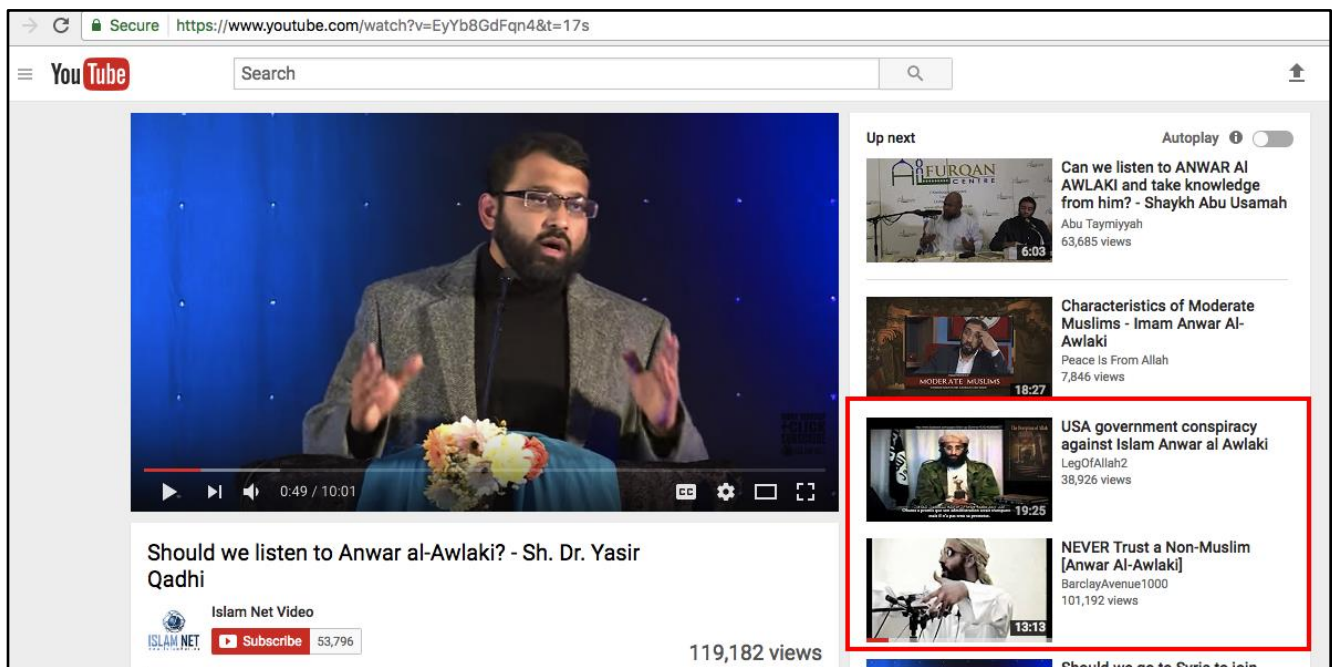 Secure https://www.youtube.com/watch?v=EyYb8GdFqn4&t=17s
YouTube
Search
Up next
Autoplay
FURQAN
CENTRE
6:03
Can we listen to ANWAR Al
AWLAKI and take knowledge
from him? - Shaykh Abu Usamah
Abu Taymiyyah
63,685 views
MODERATE MUSLIMS
18:27
Characteristics of Moderate
Muslims - Imam Anwar Al-
Awlaki
Peace Is From Allah
7,846 views
19:25
USA government conspiracy
against Islam Anwar al Awlaki
LegOfAllah2
38,926 views
13:13
NEVER Trust a Non-Muslim
[Anwar Al-Awlaki]
BarclayAvenue1000
101,192 views
Should we go to Syria to join
0:49 / 10:01
CC
Should we listen to Anwar al-Awlaki? - Sh. Dr. Yasir
Qadhi
ISLAM NET
Islam Net Video
Subscribe 53,796
119,182 views